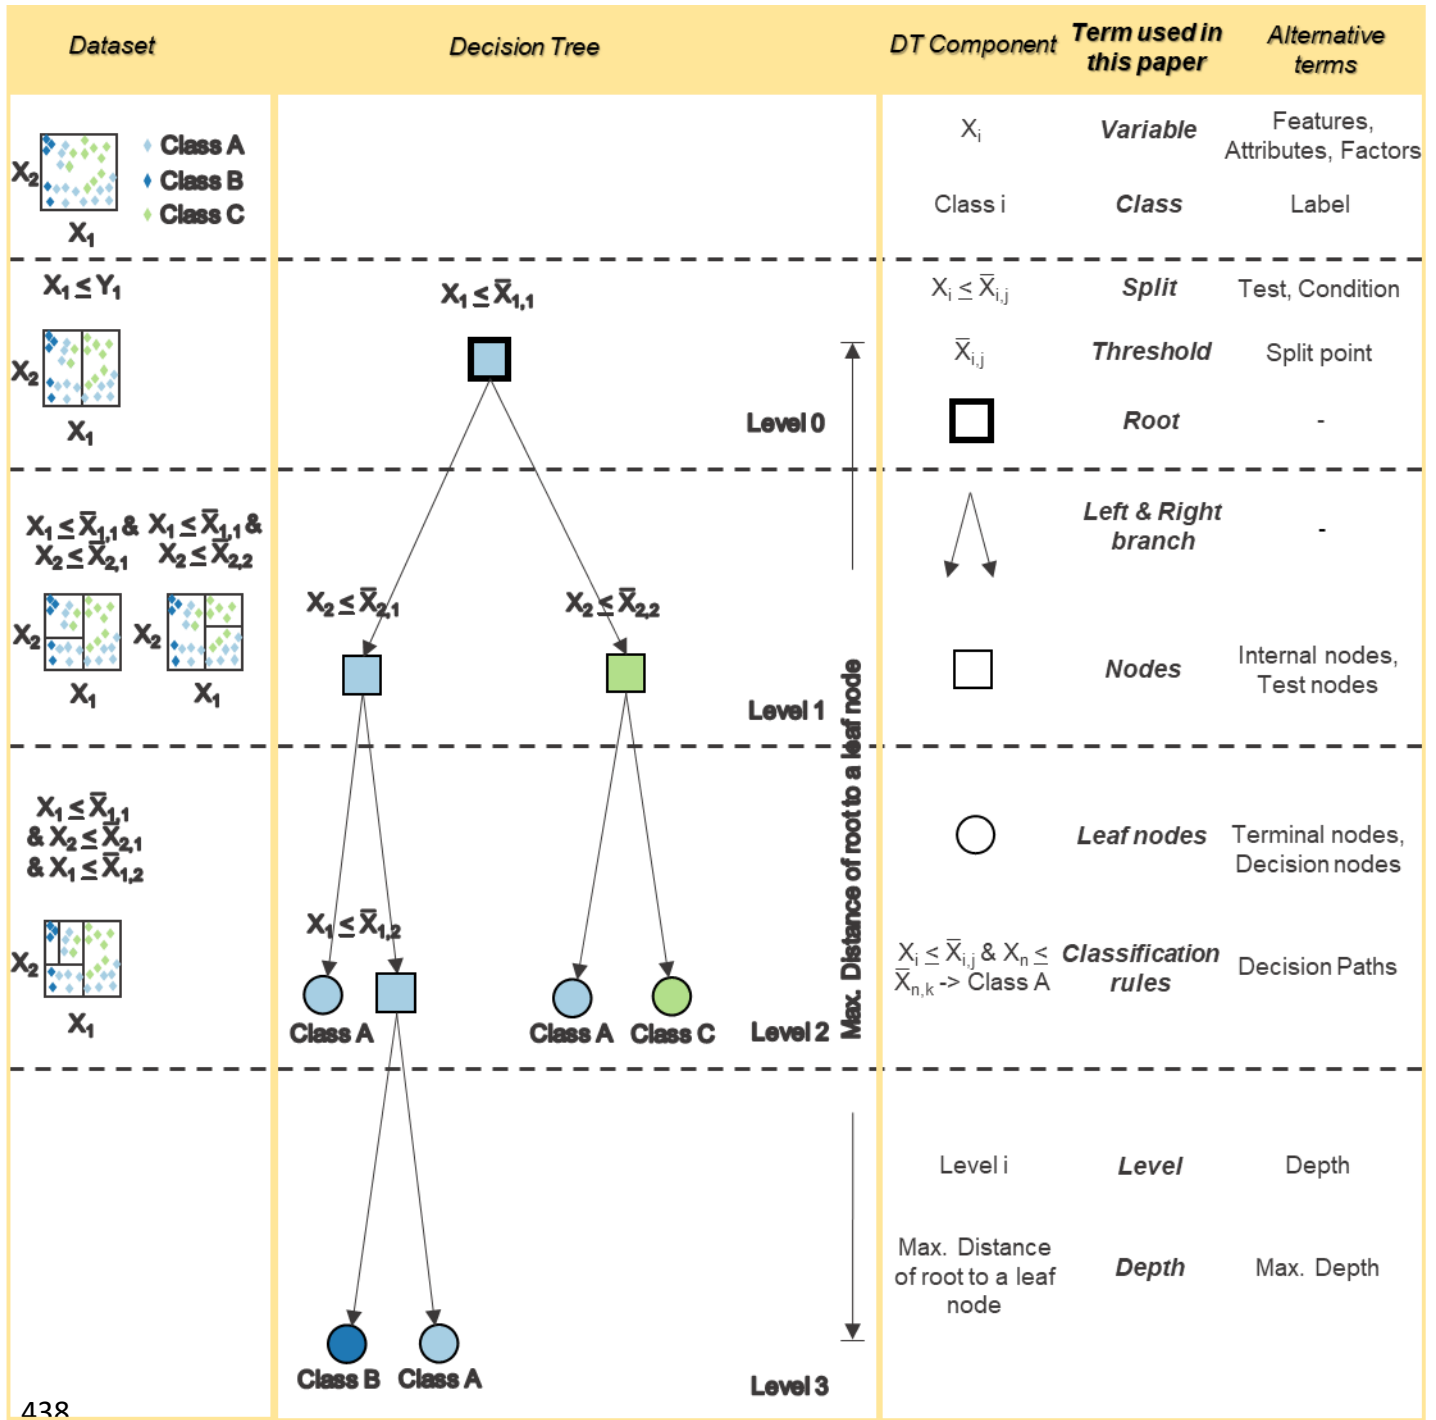 Dataset
Decision Tree
DT Component
Term used in
this paper
Alternative
terms
X2
X1
Class A
Class B
Class C
Xi
Variable
Features,
Attributes, Factors
Class i
Class
Label
X1 ≤ Y1
X2
X1
X1 ≤ X̅1,1
Level 0
Xi ≤ X̅i,j
Split
Test, Condition
X̅i,j
Threshold
Split point
Root
-
X1 ≤ X̅1,1 &
X2 ≤ X̅2,1
X1 ≤ X̅1,1 &
X2 ≤ X̅2,2
X2
X1
X2
X1
X2 ≤ X̅2,1
X2 ≤ X̅2,2
Level 1
Left & Right
branch
-
Nodes
Internal nodes,
Test nodes
Max. Distance of root to a leaf node
X1 ≤ X̅1,1
& X2 ≤ X̅2,1
& X1 ≤ X̅1,2
X2
X1
X1 ≤ X̅1,2
Class A
Class A
Class C
Level 2
Leaf nodes
Terminal nodes,
Decision nodes
Xi ≤ X̅i,j & Xn ≤
X̅n,k -> Class A
Classification
rules
Decision Paths
Class B
Class A
Level 3
Level i
Level
Depth
Max. Distance
of root to a leaf
node
Depth
Max. Depth
438